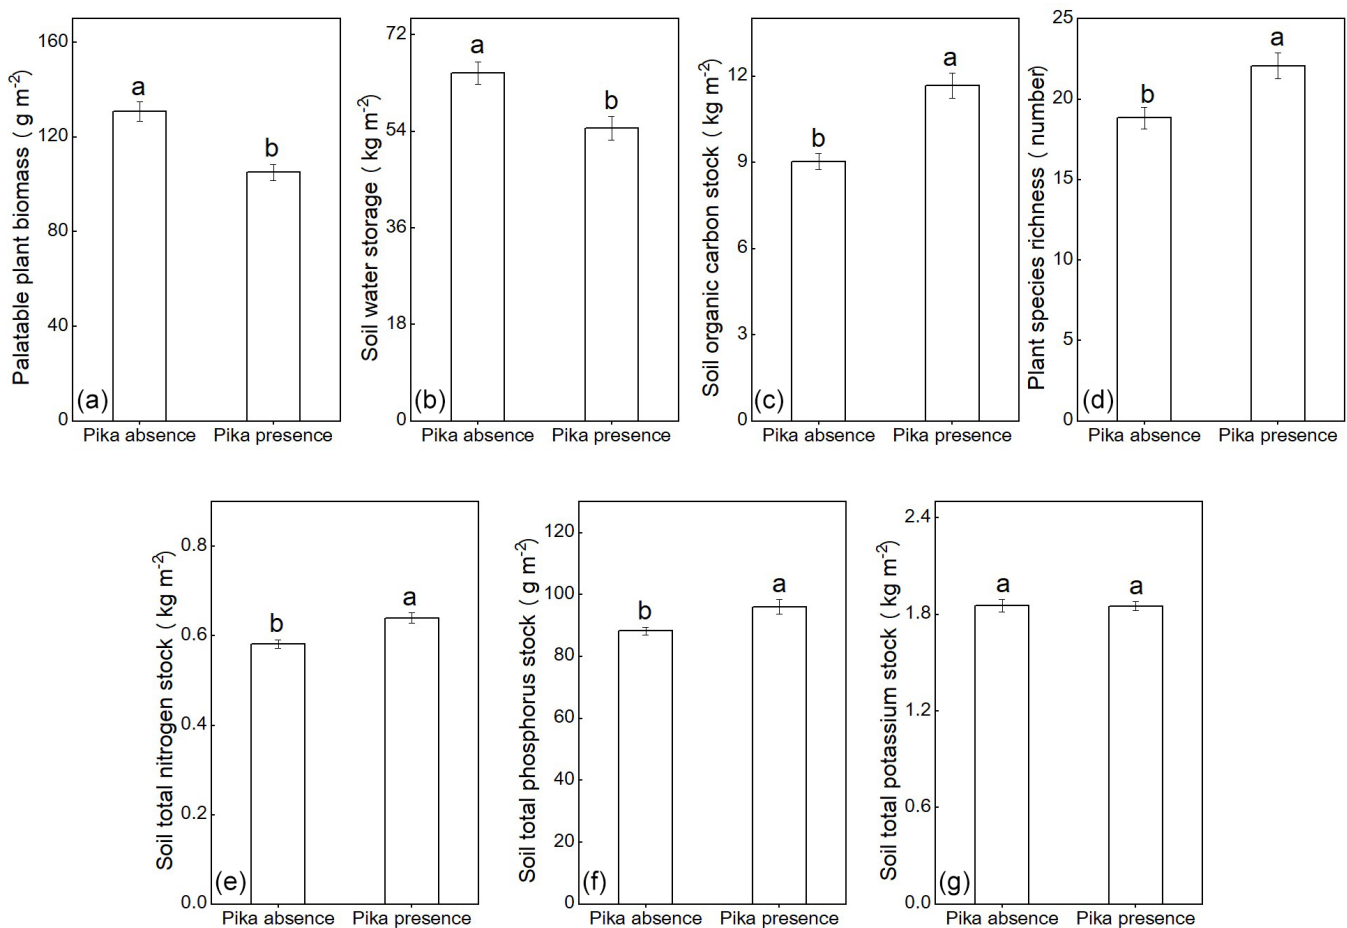 Palatable plant biomass ( g m-2)
160
120
80
40
0
a
b
(a)
Pika absence Pika presence
Soil water storage ( kg m-2)
72
54
36
18
0
a
b
(b)
Pika absence Pika presence
Soil organic carbon stock ( kg m-2)
12
9
6
3
0
b
a
(c)
Pika absence Pika presence
Plant species richness ( number)
25
20
15
10
5
0
b
a
(d)
Pika absence Pika presence
Soil total nitrogen stock ( kg m-2)
0.8
0.6
0.4
0.2
0.0
b
a
(e)
Pika absence Pika presence
Soil total phosphorus stock ( g m-2)
120
100
80
60
40
20
0
b
a
(f)
Pika absence Pika presence
Soil total potassium stock ( kg m-2)
2.4
1.8
1.2
0.6
0.0
a
a
(g)
Pika absence Pika presence